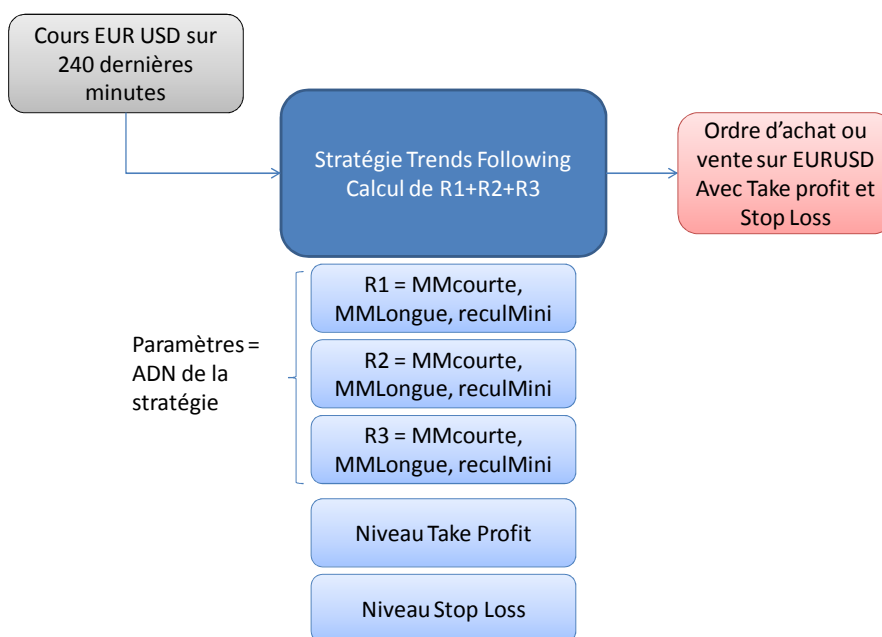 Cours EUR USD sur
240 dernières
minutes
Stratégie Trends Following
Calcul de R1+R2+R3
Ordre d’achat ou
vente sur EURUSD
Avec Take profit et
Stop Loss
Paramètres =
ADN de la
stratégie
R1 = MMcourte,
MMLongue, reculMini
R2 = MMcourte,
MMLongue, reculMini
R3 = MMcourte,
MMLongue, reculMini
Niveau Take Profit
Niveau Stop Loss